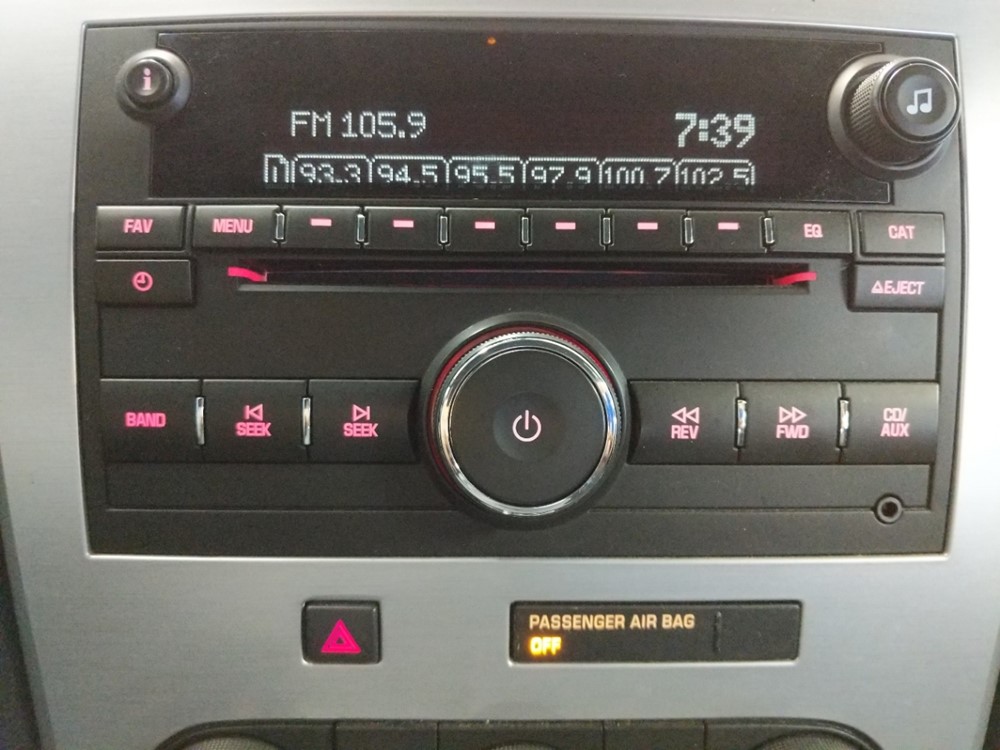 i
FM 105.9 7:39
1 93.3 94.5 95.5 97.9 100.7 102.5
FAV MENU EQ CAT
EJECT
BAND SEEK SEEK REV FWD CD/
AUX
PASSENGER AIR BAG
OFF